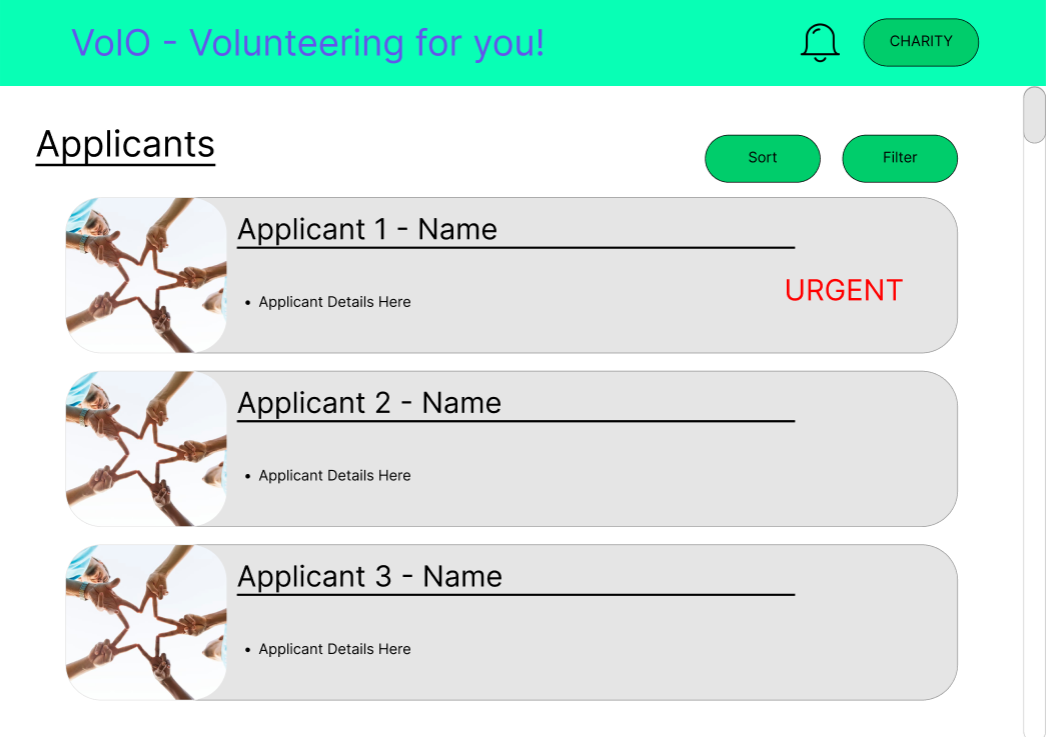 VolO - Volunteering for you!
CHARITY
Applicants
Sort
Filter
Applicant 1 - Name
• Applicant Details Here
URGENT
Applicant 2 - Name
• Applicant Details Here
Applicant 3 - Name
• Applicant Details Here